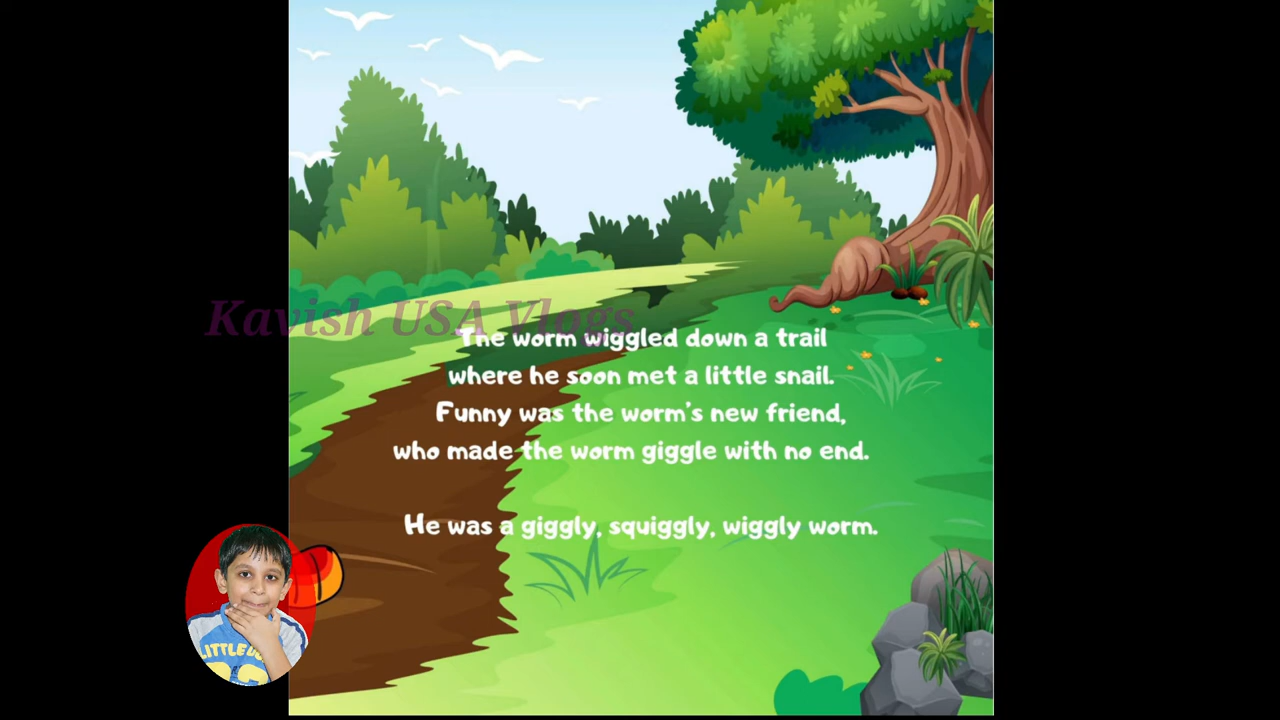 Kavish USA Vlogs
The worm wiggled down a trail
where he soon met a little snail.
Funny was the worm's new friend,
who made the worm giggle with no end.
He was a giggly, squiggly, wiggly worm.